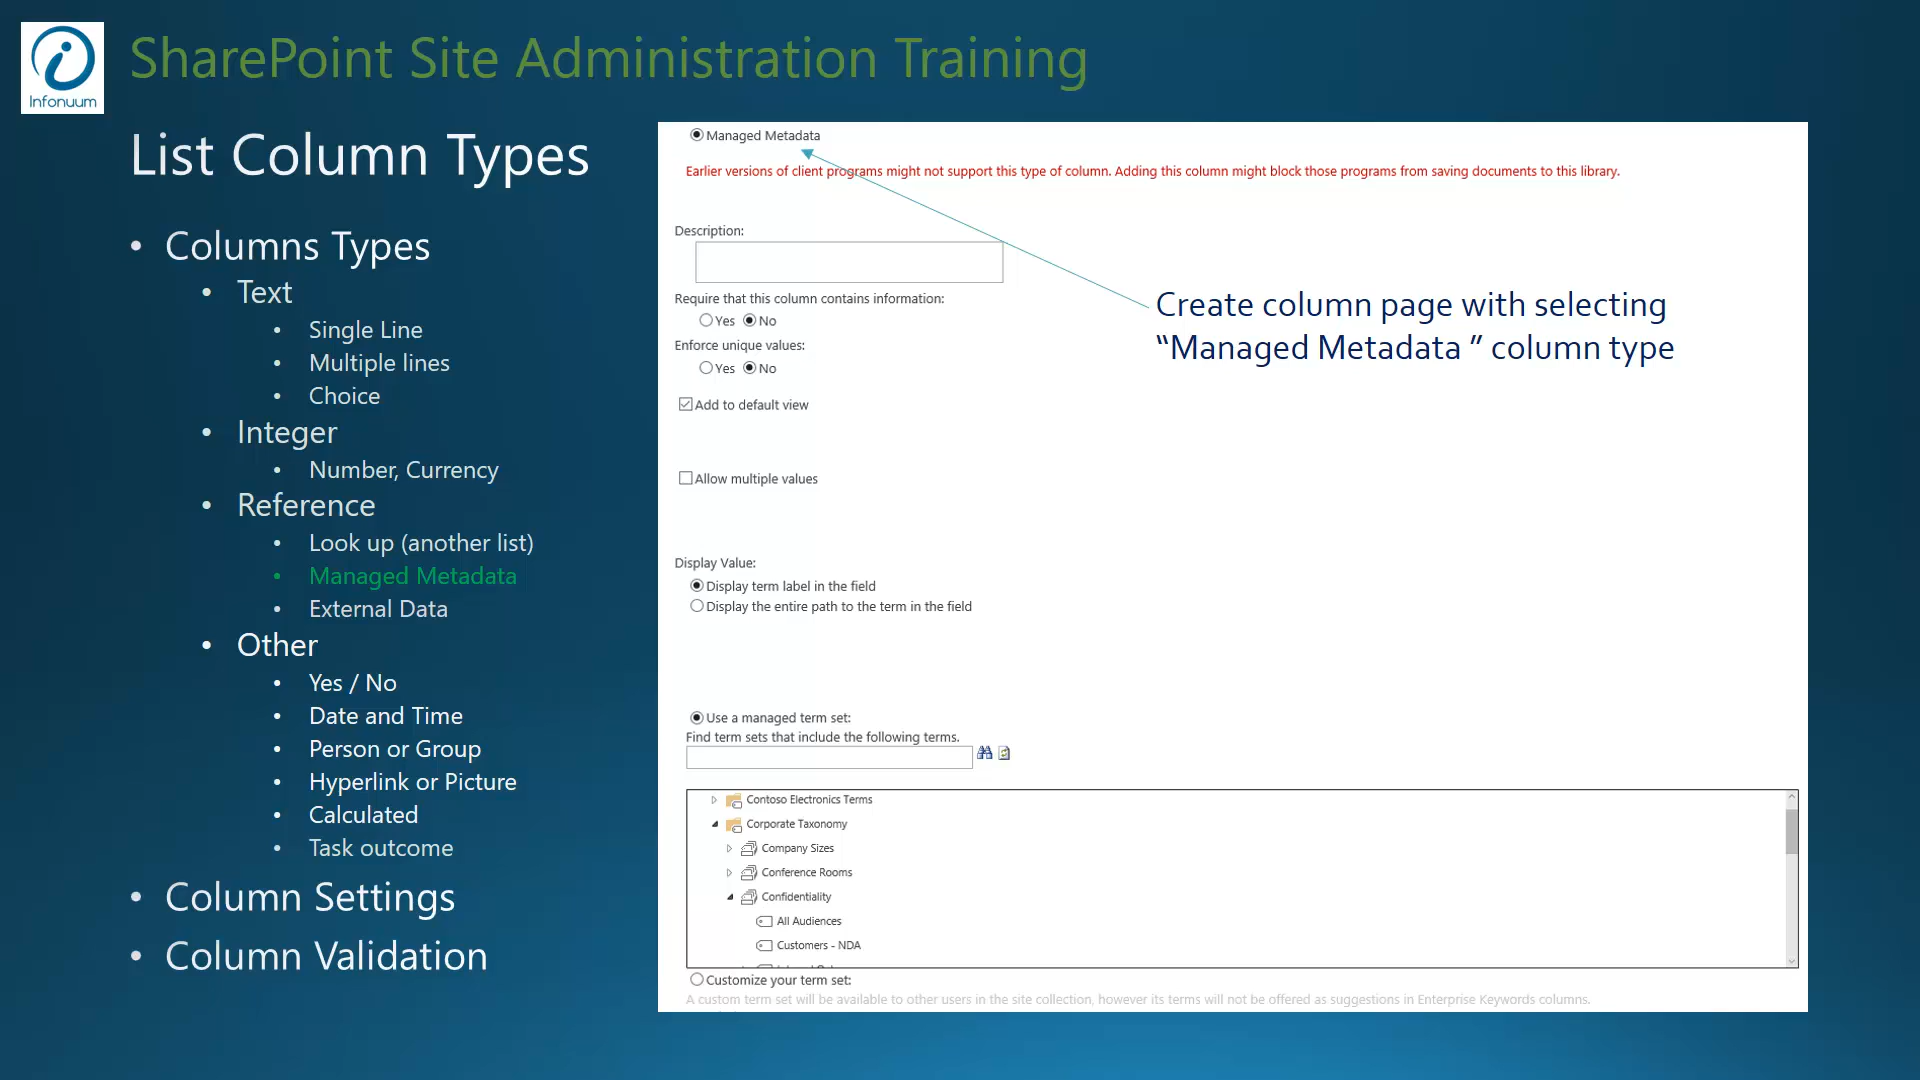 Infonuum
SharePoint Site Administration Training
List Column Types
• Columns Types
• Text
• Single Line
• Multiple lines
• Choice
• Integer
• Number, Currency
• Reference
• Look up (another list)
• Managed Metadata
• External Data
• Other
• Yes / No
• Date and Time
• Person or Group
• Hyperlink or Picture
• Calculated
• Task outcome
• Column Settings
• Column Validation
Managed Metadata
Earlier versions of client programs might not support this type of column. Adding this column might block those programs from saving documents to this library.
Description:
Require that this column contains information:
Yes No
Enforce unique values:
Yes No
Add to default view
Allow multiple values
Display Value:
Display term label in the field
Display the entire path to the term in the field
Use a managed term set:
Find term sets that include the following terms.
Contoso Electronics Terms
Corporate Taxonomy
Company Sizes
Conference Rooms
Confidentiality
All Audiences
Customers - NDA
Customize your term set:
A custom term set will be available to other users in the site collection, however its terms will not be offered as suggestions in Enterprise Keywords columns.
Create column page with selecting
“Managed Metadata ” column type